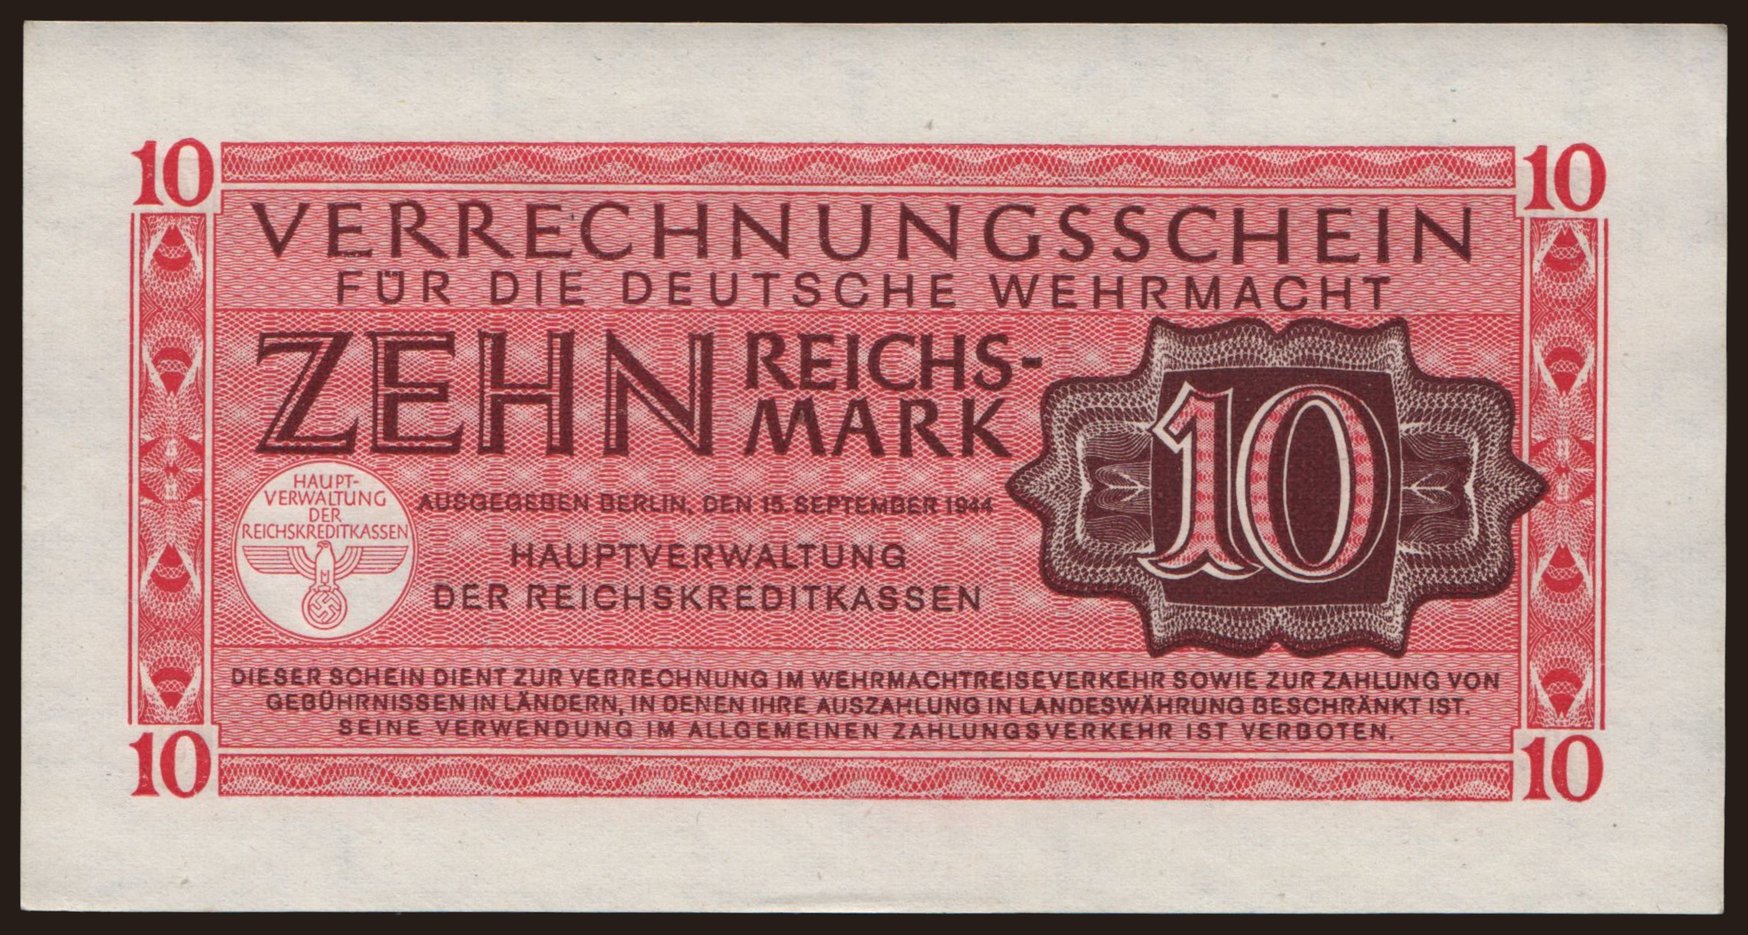 10
10
VERRECHNUNGSSCHEIN
FÜR DIE DEUTSCHE WEHRMACHT
ZEHN REICHS-
MARK
10
HAUPT-
VERWALTUNG
DER
REICHSKREDITKASSEN
AUSGEGEBEN BERLIN, DEN 15. SEPTEMBER 1944
HAUPTVERWALTUNG
DER REICHSKREDITKASSEN
DIESER SCHEIN DIENT ZUR VERRECHNUNG IM WEHRMACHTREISEVERKEHR SOWIE ZUR ZAHLUNG VON
GEBÜHRNISSEN IN LÄNDERN, IN DENEN IHRE AUSZAHLUNG IN LANDESWÄHRUNG BESCHRÄNKT IST.
SEINE VERWENDUNG IM ALLGEMEINEN ZAHLUNGSVERKEHR IST VERBOTEN.
10
10